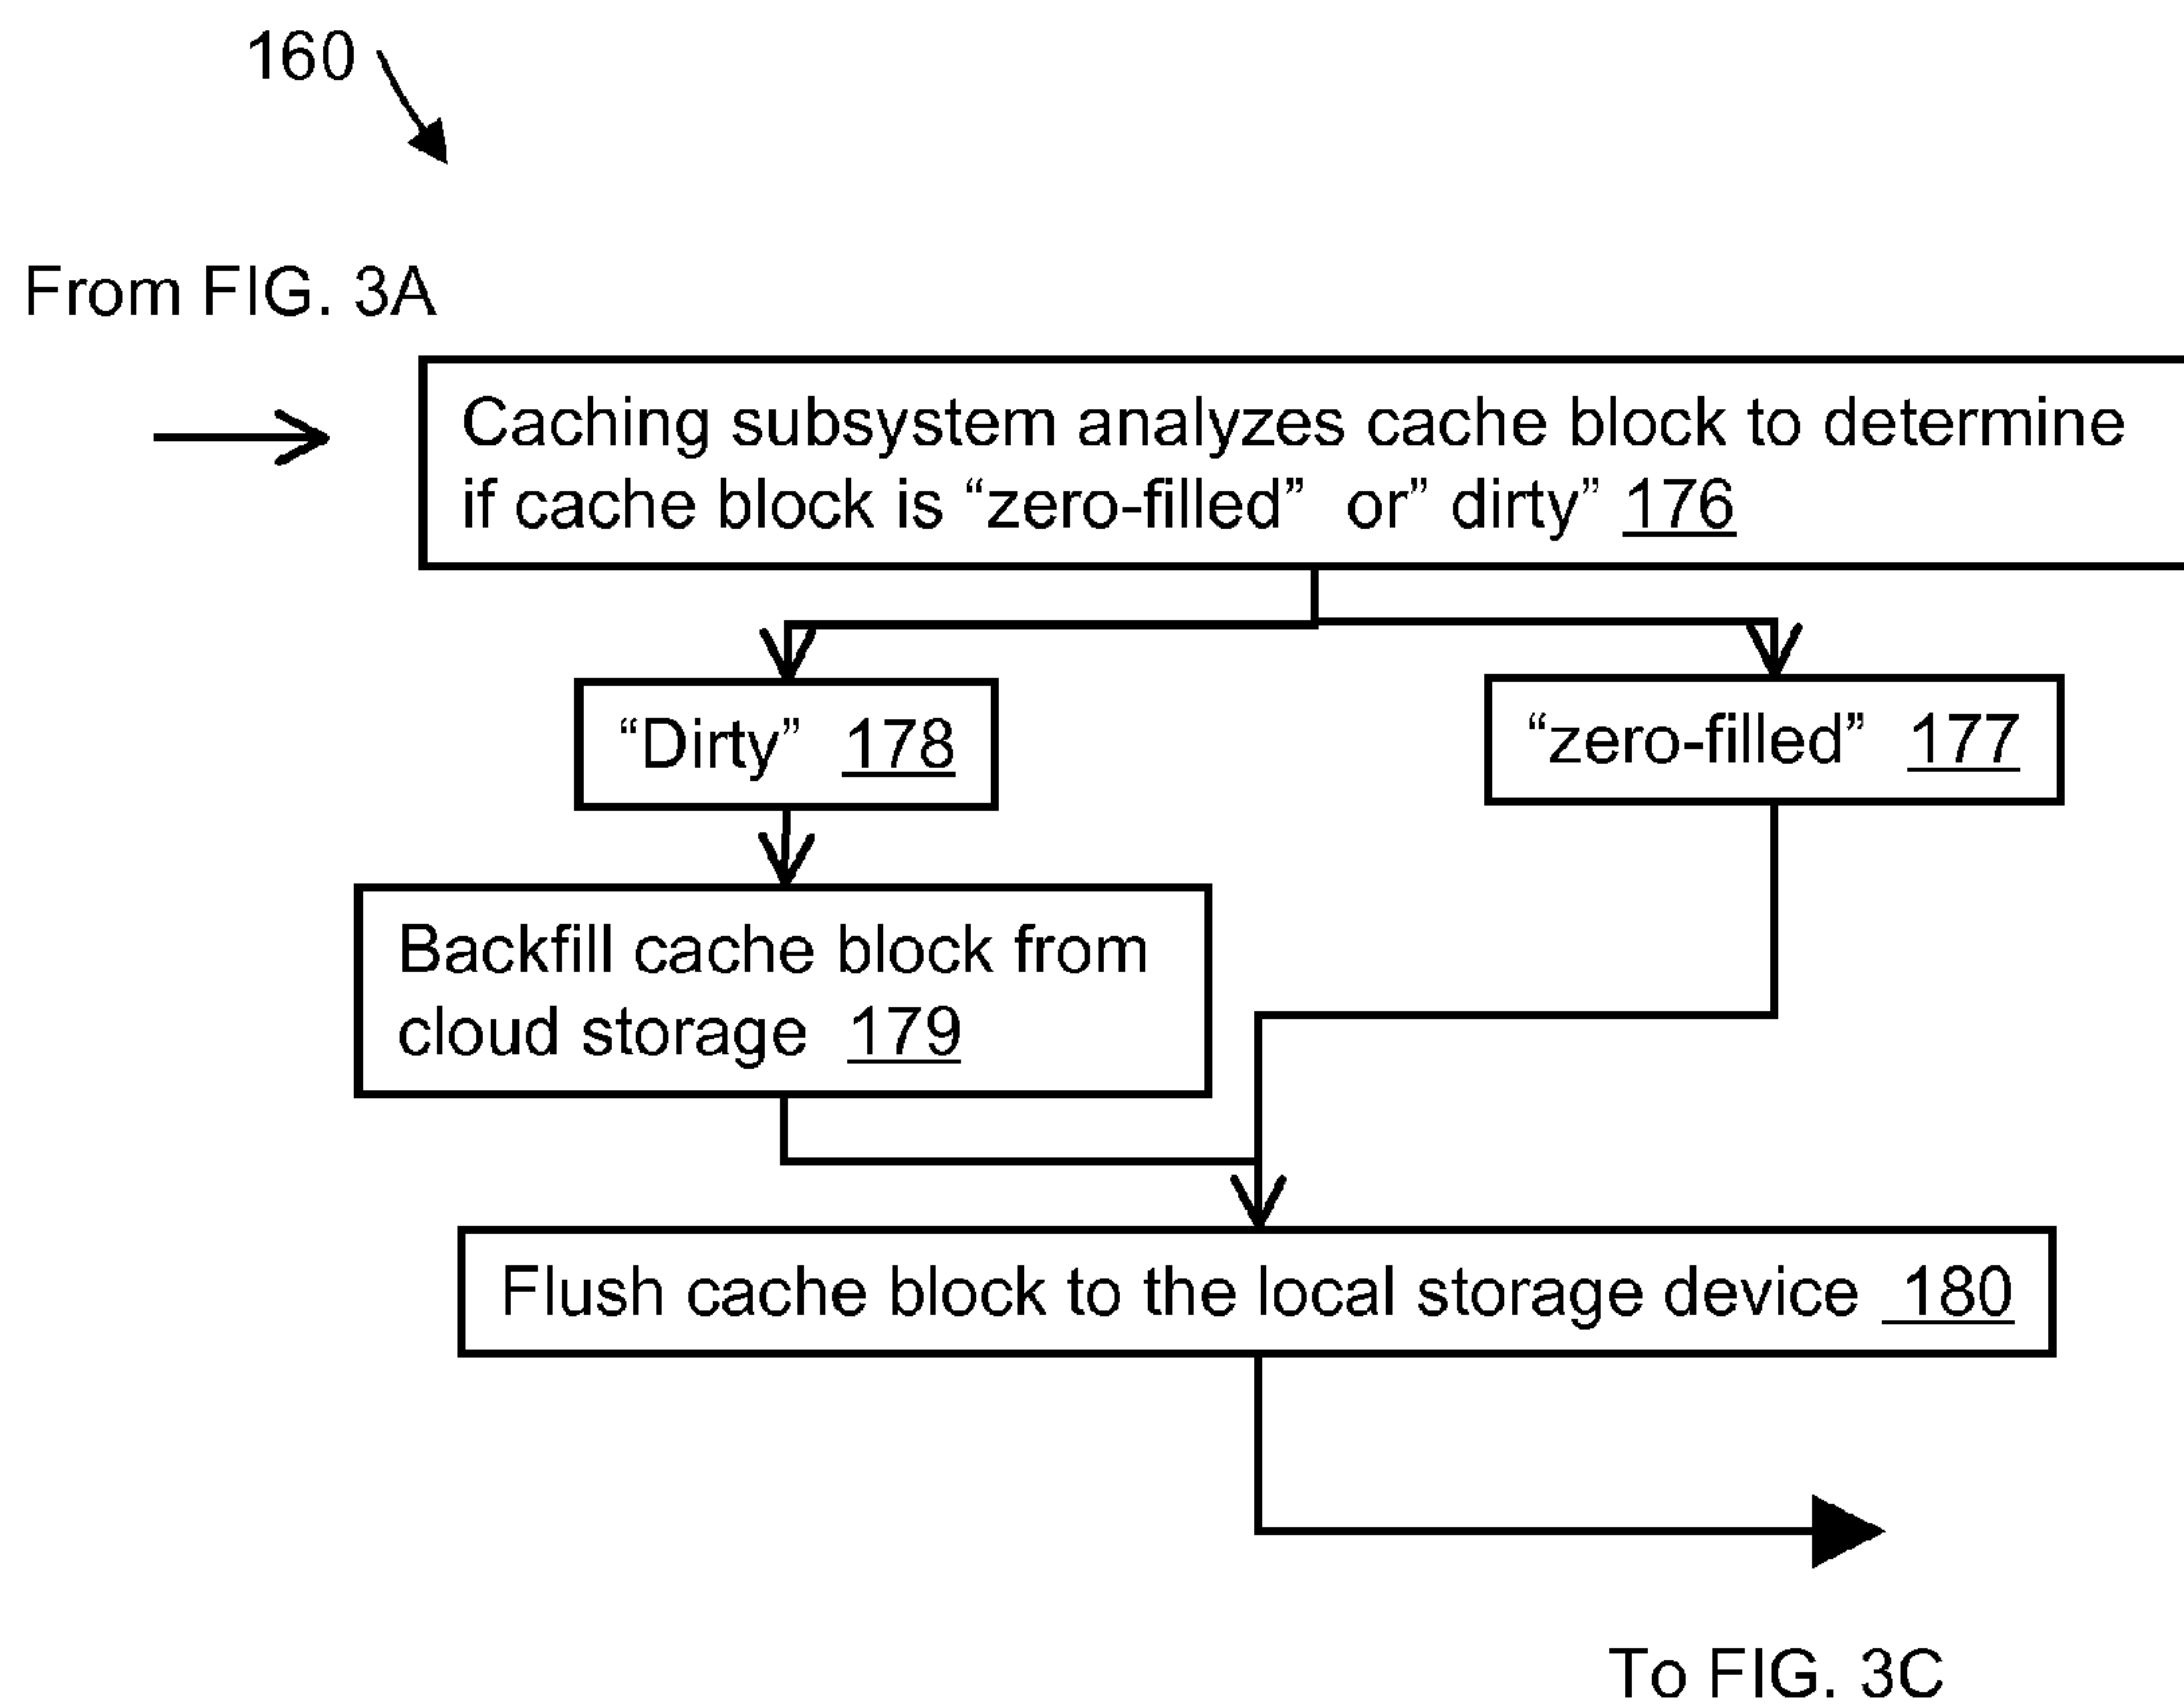 160
From FIG. 3A
Caching subsystem analyzes cache block to determine
if cache block is “zero-filled” or” dirty” 176
“Dirty” 178
“zero-filled” 177
Backfill cache block from
cloud storage 179
Flush cache block to the local storage device 180
To FIG. 3C